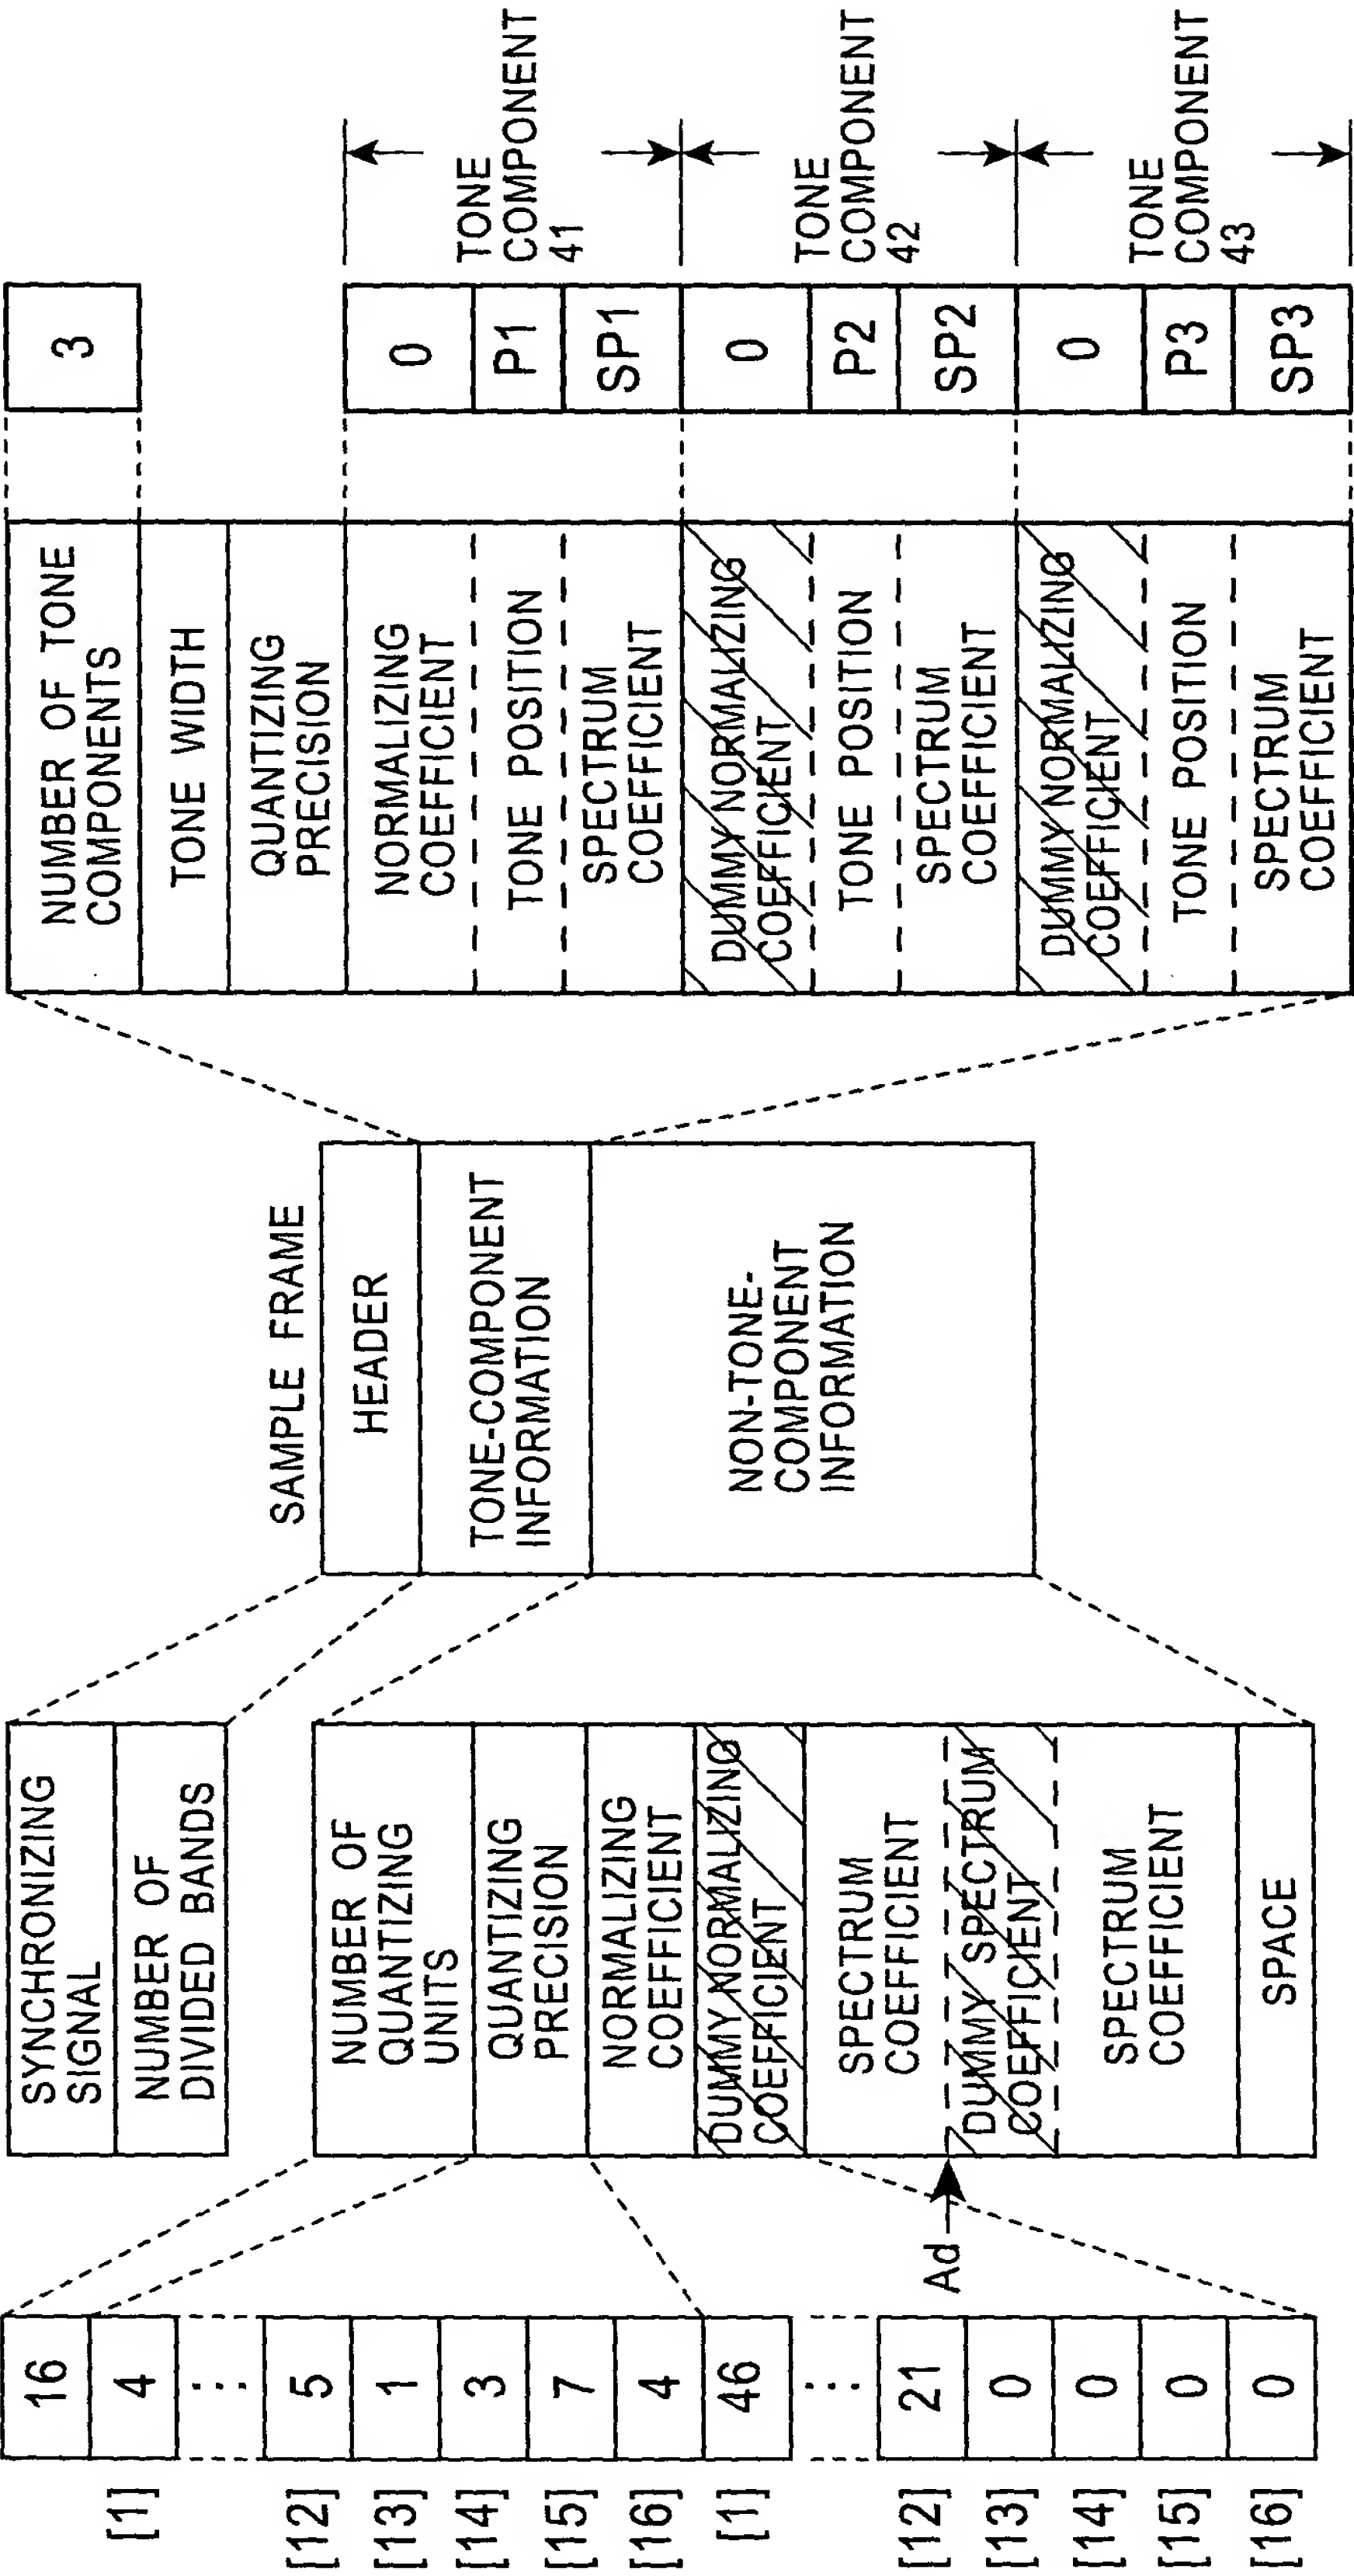 16
4
5
1
3
7
4
46
21
0
0
0
0
[1]
[12]
[13]
[14]
[15]
[16]
[1]
[12]
[13]
[14]
[15]
[16]
Ad
SYNCHRONIZING
SIGNAL
NUMBER OF
DIVIDED BANDS
NUMBER OF
QUANTIZING
UNITS
QUANTIZING
PRECISION
NORMALIZING
COEFFICIENT
DUMMY NORMALIZING
COEFFICIENT
SPECTRUM
COEFFICIENT
DUMMY SPECTRUM
COEFFICIENT
SPECTRUM
COEFFICIENT
SPACE
SAMPLE FRAME
HEADER
TONE-COMPONENT
INFORMATION
NON-TONE-
COMPONENT
INFORMATION
NUMBER OF TONE
COMPONENTS
TONE WIDTH
QUANTIZING
PRECISION
NORMALIZING
COEFFICIENT
TONE POSITION
SPECTRUM
COEFFICIENT
DUMMY NORMALIZING
COEFFICIENT
TONE POSITION
SPECTRUM
COEFFICIENT
DUMMY NORMALIZING
COEFFICIENT
TONE POSITION
SPECTRUM
COEFFICIENT
3
0
P1
SP1
0
P2
SP2
0
P3
SP3
TONE
COMPONENT
41
TONE
COMPONENT
42
TONE
COMPONENT
43